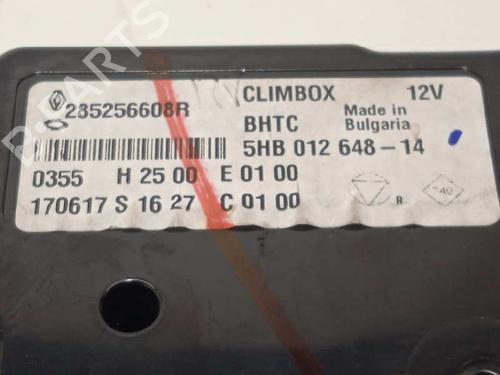 285256608R CLIMBOX 12V
BHTC Made in Bulgaria
5HB 012 648-14
0355 H 25 00 E 01 00
170617 S 16 27 C 01 00
R